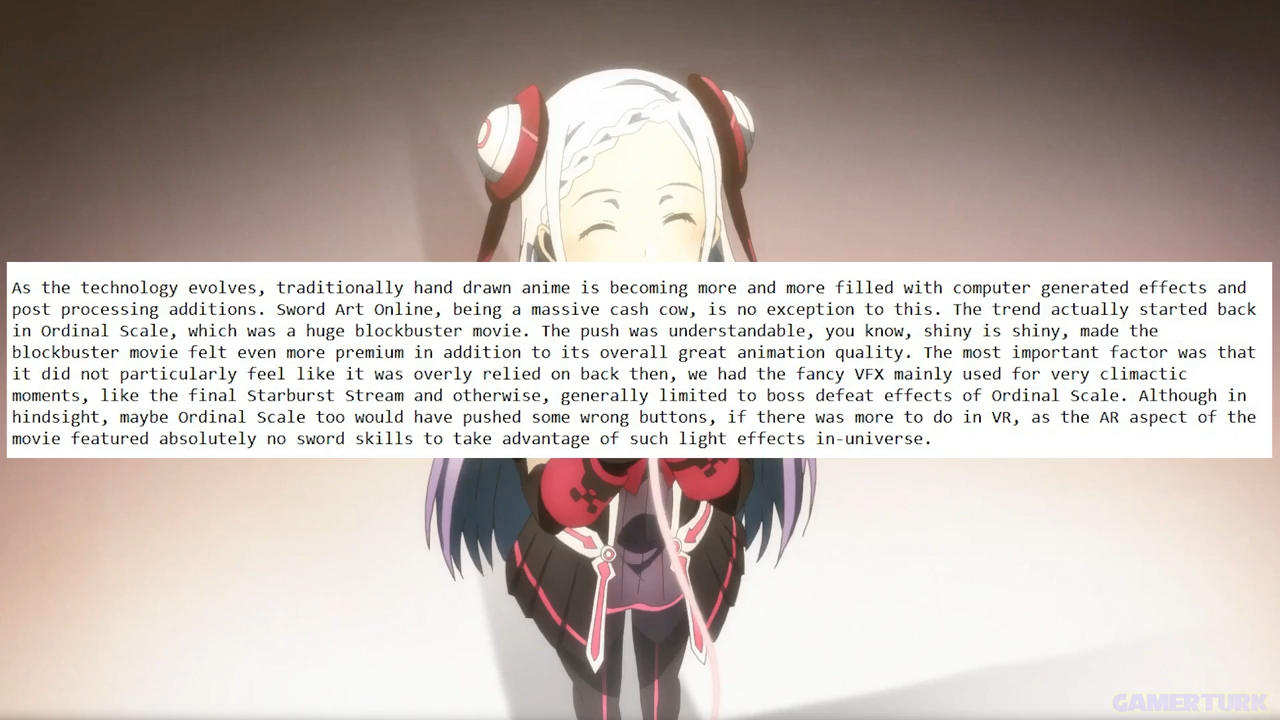 As the technology evolves, traditionally hand drawn anime is becoming more and more filled with computer generated effects and
post processing additions. Sword Art Online, being a massive cash cow, is no exception to this. The trend actually started back
in Ordinal Scale, which was a huge blockbuster movie. The push was understandable, you know, shiny is shiny, made the
blockbuster movie felt even more premium in addition to its overall great animation quality. The most important factor was that
it did not particularly feel like it was overly relied on back then, we had the fancy VFX mainly used for very climactic
moments, like the final Starburst Stream and otherwise, generally limited to boss defeat effects of Ordinal Scale. Although in
hindsight, maybe Ordinal Scale too would have pushed some wrong buttons, if there was more to do in VR, as the AR aspect of the
movie featured absolutely no sword skills to take advantage of such light effects in-universe.
GAMERTURK